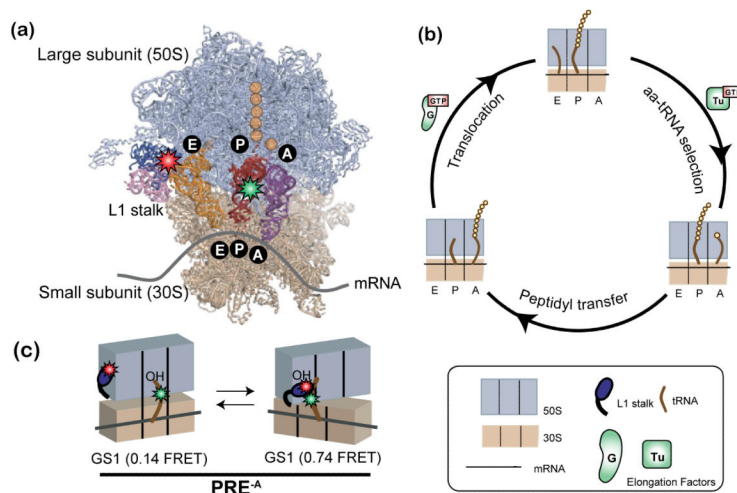 (a)
Large subunit (50S)
E
P
A
L1 stalk
E P A
mRNA
Small subunit (30S)
(b)
E P A
GTP
G
Translocation
GTP
Tu
aa-tRNA selection
E P A
E P A
Peptidyl transfer
(c)
OH
OH
GS1 (0.14 FRET)
GS1 (0.74 FRET)
PRE-A
50S
L1 stalk
tRNA
30S
mRNA
G
Tu
Elongation Factors